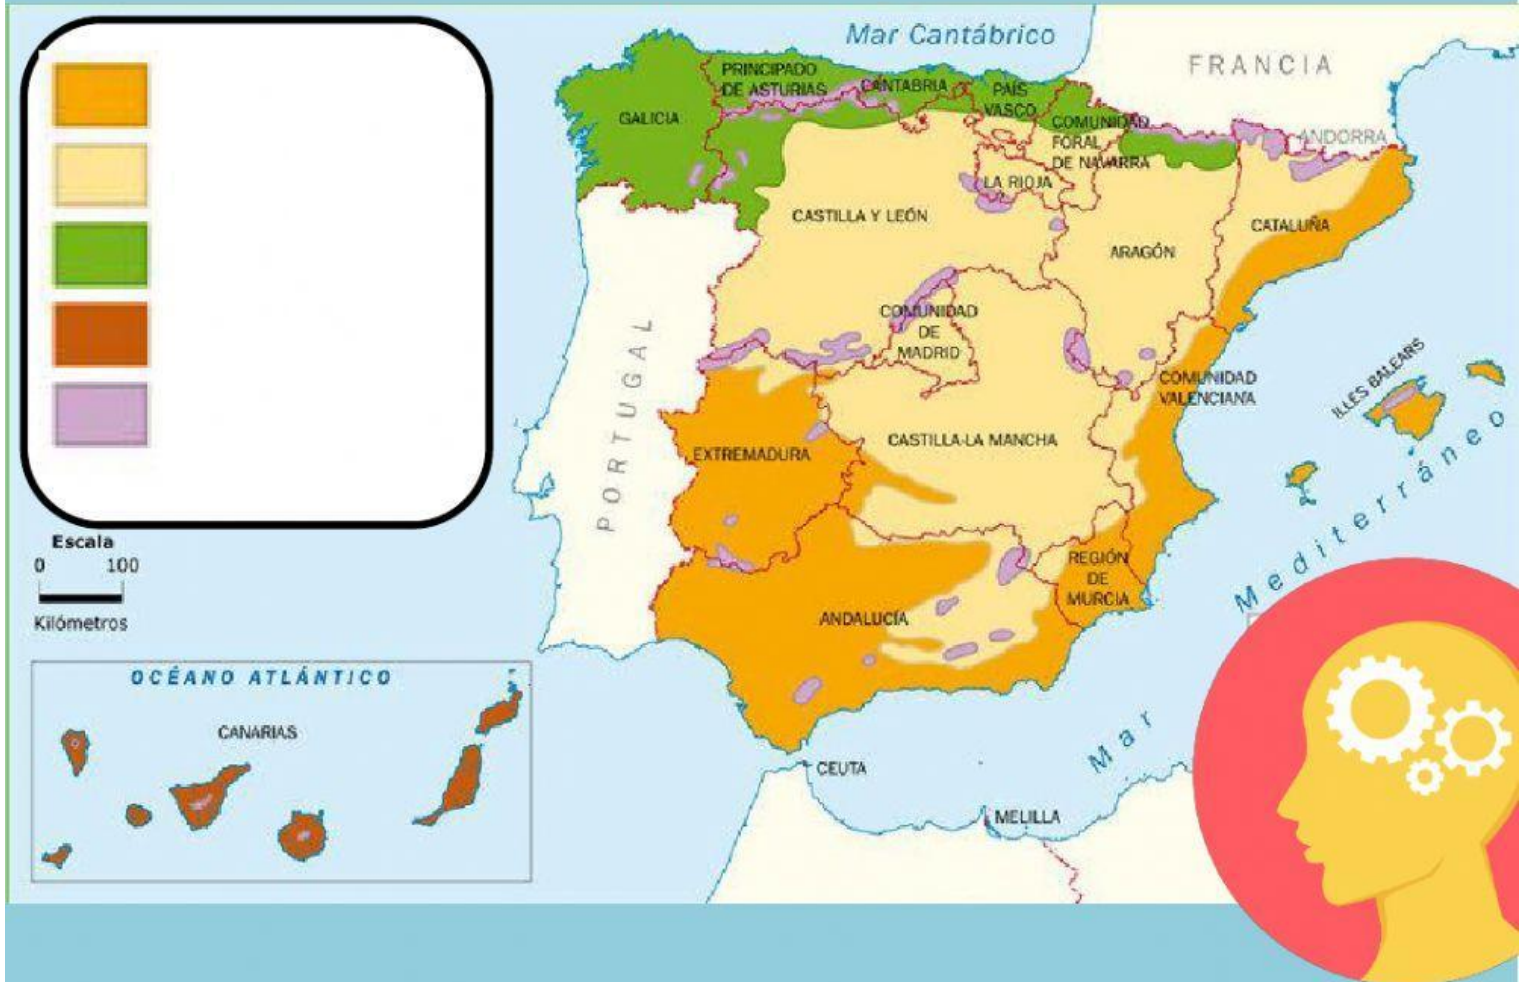 Mar Cantábrico
FRANCIA
PRINCIPADO
DE ASTURIAS
CANTABRIA
PAÍS
VASCO
GALICIA
COMUNIDAD
FORAL
DE NAVARRA
ANDORRA
LA RIOJA
CASTILLA Y LEÓN
CATALUÑA
ARAGÓN
COMUNIDAD
DE
MADRID
PORTUGAL
COMUNIDAD
VALENCIANA
ILLES BALEARS
CASTILLA-LA MANCHA
EXTREMADURA
Escala
0 100
Kilómetros
REGIÓN
DE
MURCIA
ANDALUCÍA
Mar Mediterráneo
OCÉANO ATLÁNTICO
CANARIAS
CEUTA
MELILLA